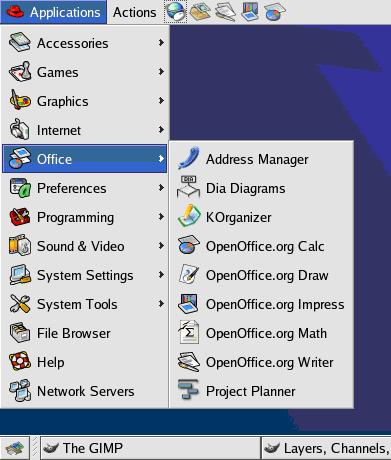 Applications Actions
Accessories
Games
Graphics
Internet
Office
Preferences
Programming
Sound & Video
System Settings
System Tools
File Browser
Help
Network Servers
Address Manager
Dia Diagrams
KOrganizer
OpenOffice.org Calc
OpenOffice.org Draw
OpenOffice.org Impress
OpenOffice.org Math
OpenOffice.org Writer
Project Planner
The GIMP
Layers, Channels,